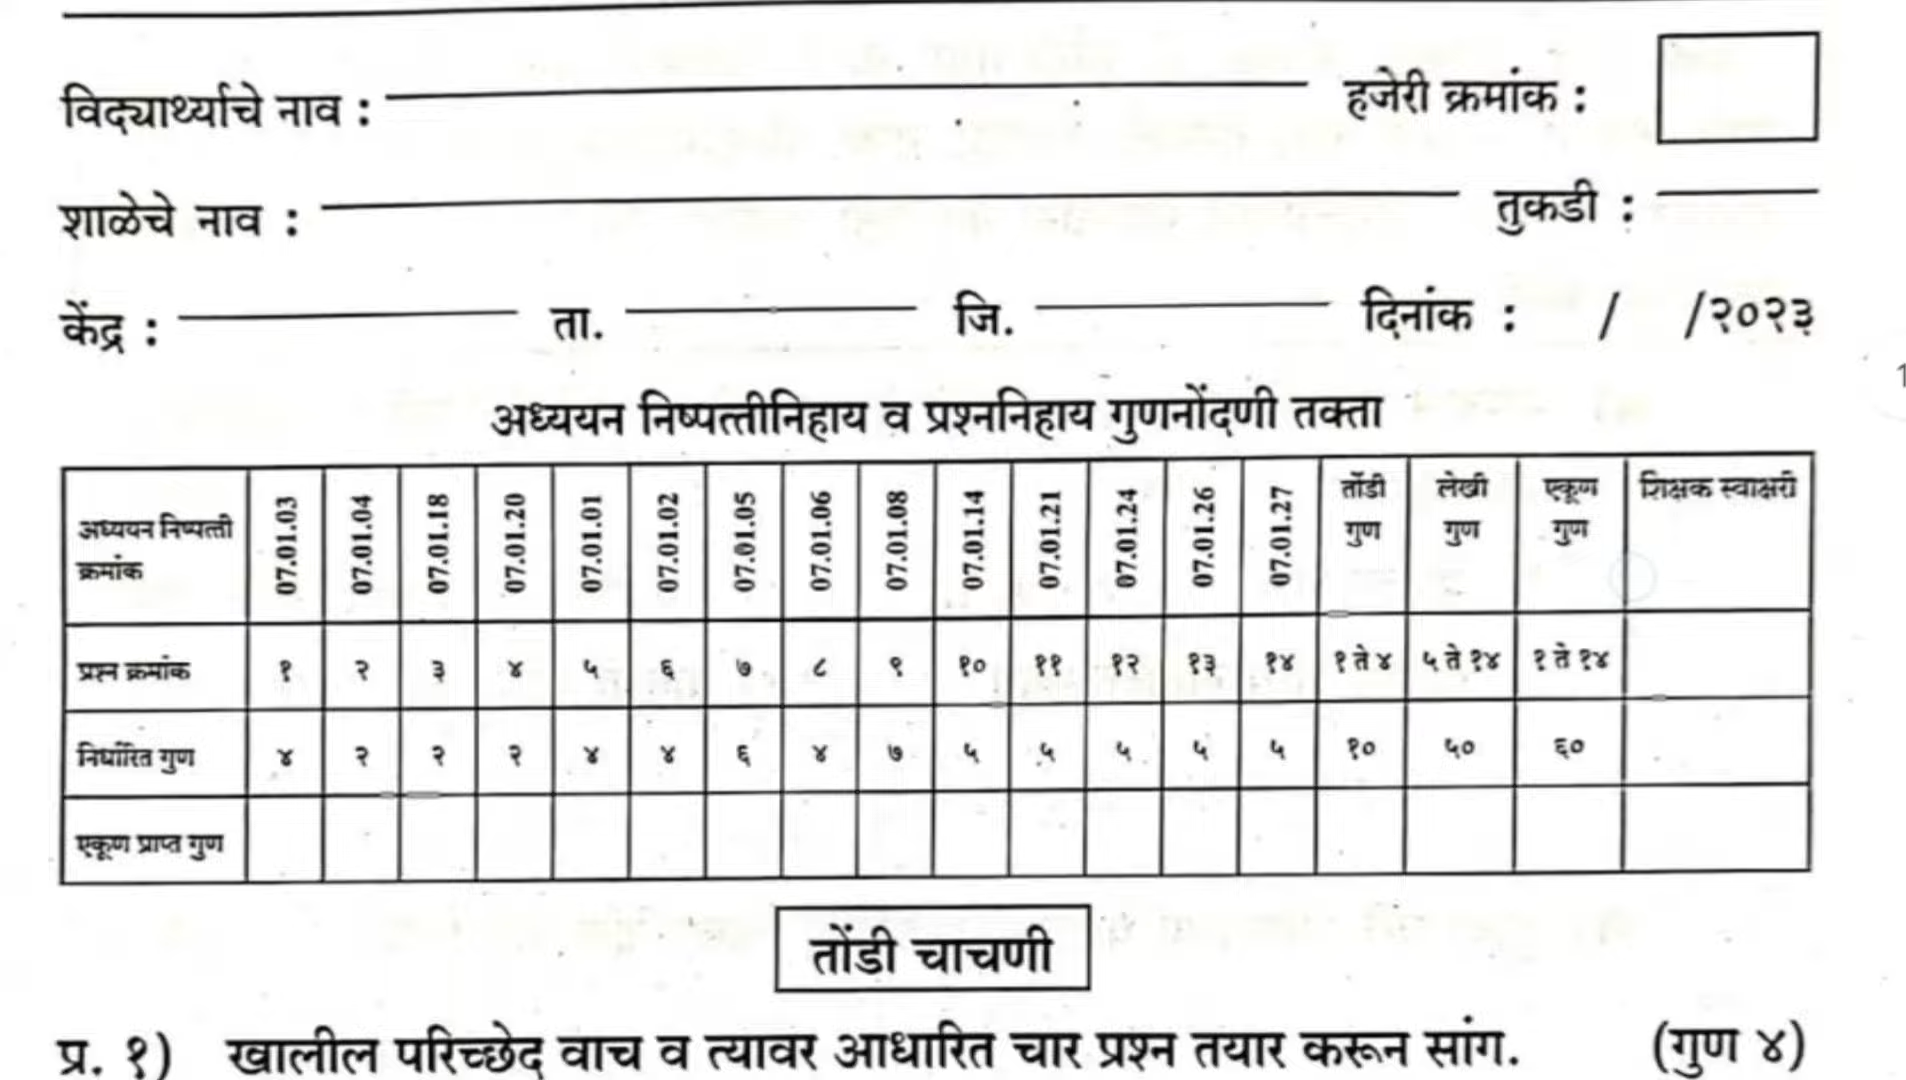 विद्यार्थ्याचे नाव : हजेरी क्रमांक :
शाळेचे नाव : तुकडी :
केंद्र : ता. जि. दिनांक : / /२०२३
1
अध्ययन निष्पत्तीनिहाय व प्रश्ननिहाय गुणनोंदणी तक्ता
अध्ययन निष्पत्ती क्रमांक 07.01.03 07.01.04 07.01.18 07.01.20 07.01.01 07.01.02 07.01.05 07.01.06 07.01.08 07.01.14 07.01.21 07.01.24 07.01.26 07.01.27 तोंडी गुण लेखी गुण एकूण गुण शिक्षक स्वाक्षरी
प्रश्न क्रमांक १ २ ३ ४ ५ ६ ७ ८ ९ १० ११ १२ १३ १४ १ ते ४ ५ ते १४ १ ते १४
निर्धारित गुण ४ २ २ २ ४ ४ ६ ४ ७ ५ ५ ५ ५ ५ १० ५० ६०
एकूण प्राप्त गुण
तोंडी चाचणी
प्र. १) खालील परिच्छेद वाच व त्यावर आधारित चार प्रश्न तयार करून सांग. (गुण ४)